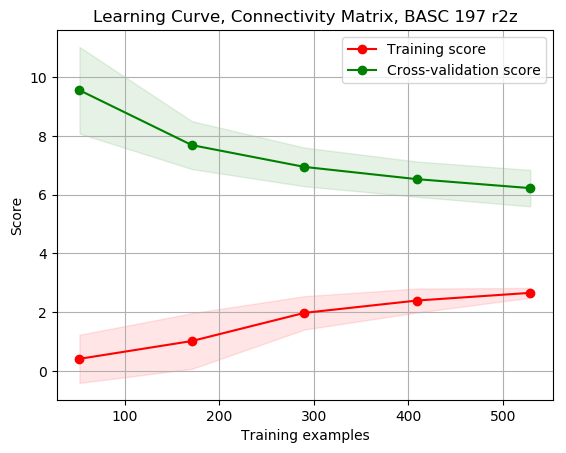 Learning Curve, Connectivity Matrix, BASC 197 r2z
Training score
Cross-validation score
10
8
6
4
2
0
Score
100
200
300
400
500
Training examples